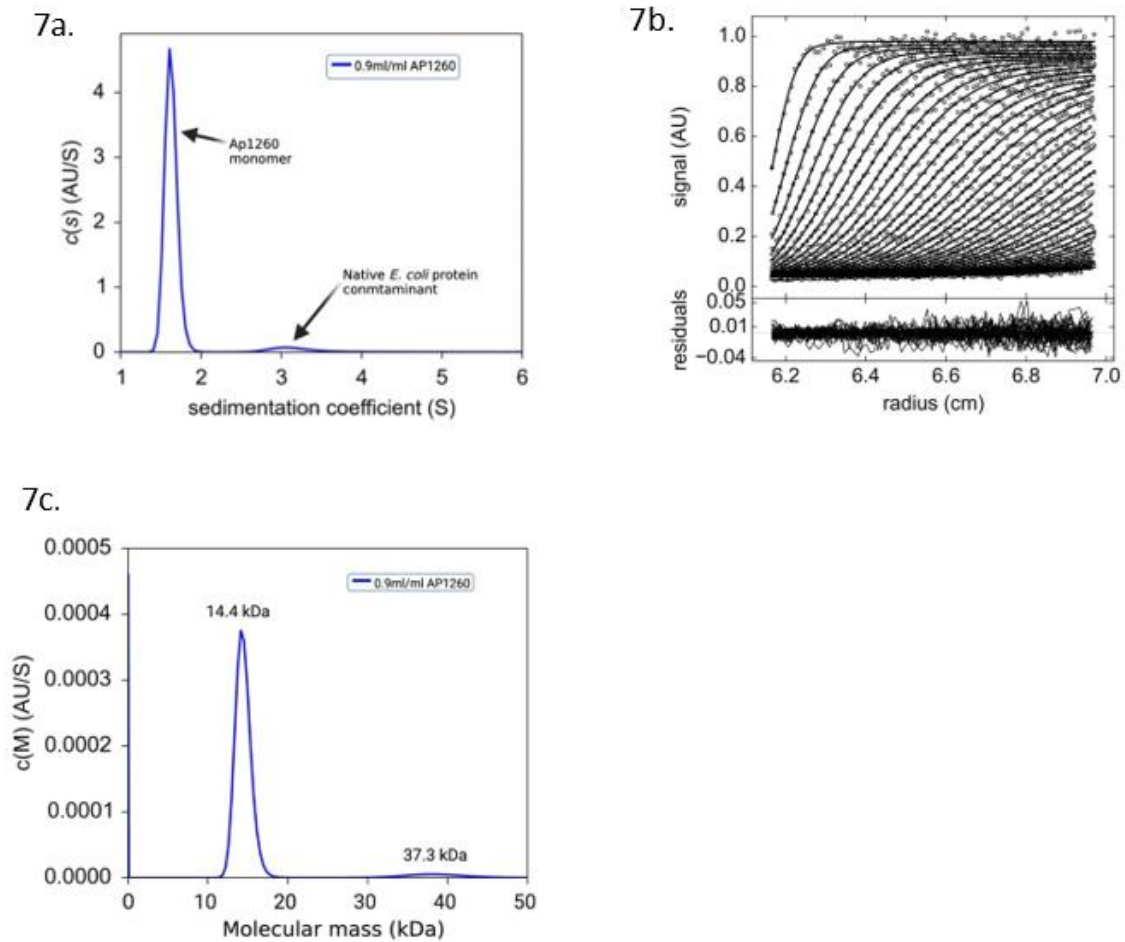 7a.
4
3
2
1
0
c(s) (AU/S)
0.9ml/ml AP1260
Ap1260
monomer
Native E. coli protein
conmtaminant
1 2 3 4 5 6
sedimentation coefficient (S)
7b.
1.0
0.8
0.6
0.4
0.2
0.0
signal (AU)
0.05
0.01
−0.04
residuals
6.2 6.4 6.6 6.8 7.0
radius (cm)
7c.
0.0005
0.0004
0.0003
0.0002
0.0001
0.0000
c(M) (AU/S)
0.9ml/ml AP1260
14.4 kDa
37.3 kDa
0 10 20 30 40 50
Molecular mass (kDa)